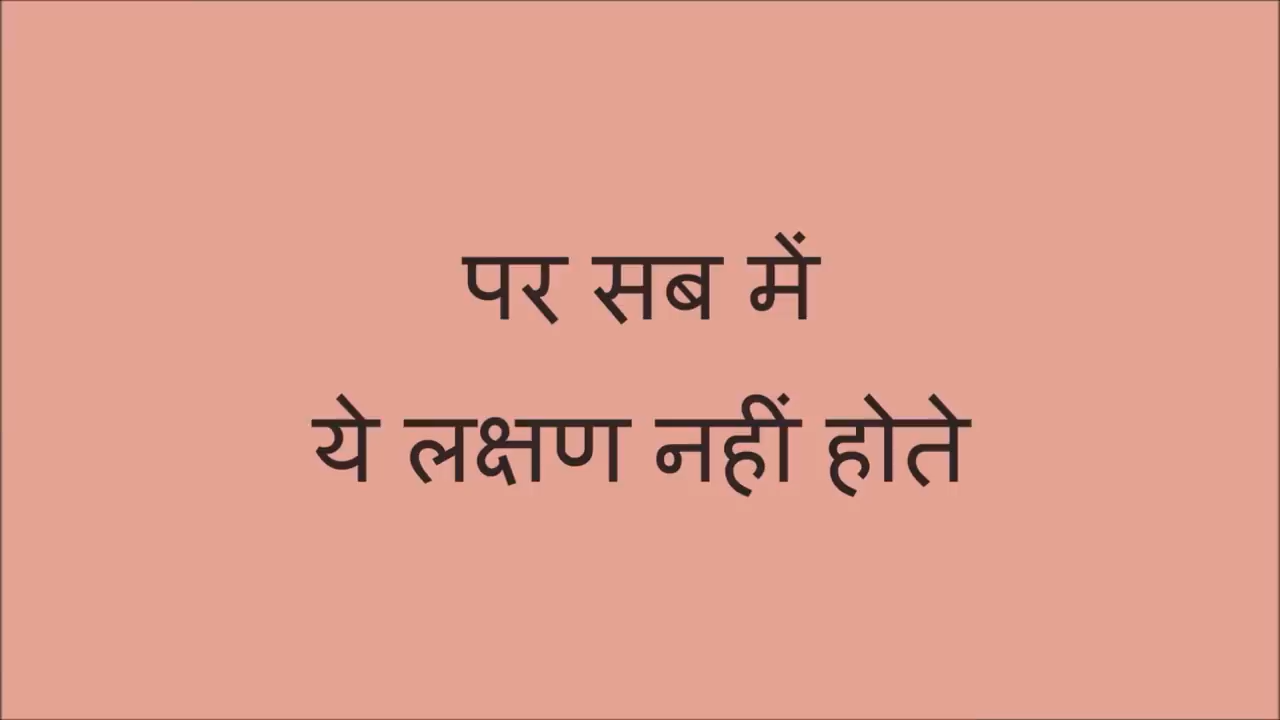 पर सब में
ये लक्षण नहीं होते